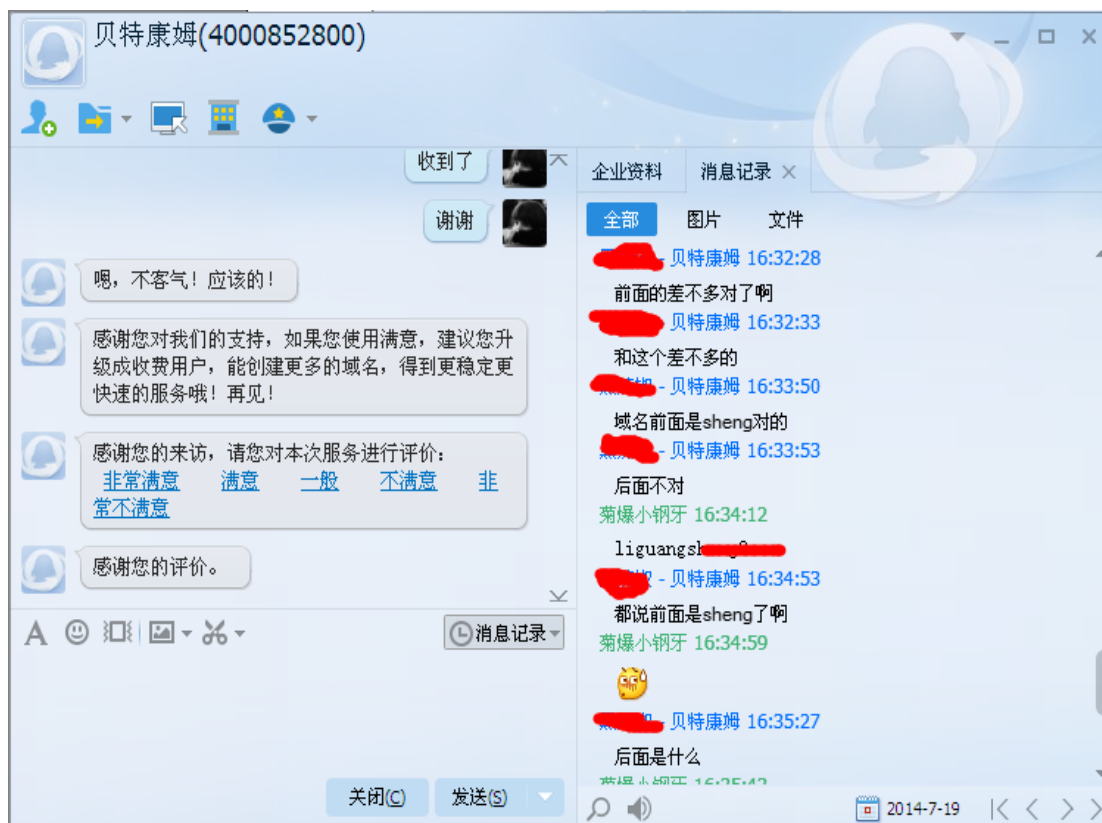 贝特康姆(4000852800)
收到了
谢谢
嗯，不客气！应该的！
感谢您对我们的支持，如果您使用满意，建议您升
级成收费用户，能创建更多的域名，得到更稳定更
快速的服务哦！再见！
感谢您的来访，请您对本次服务进行评价：
非常满意 满意 一般 不满意 非
常不满意
感谢您的评价。
消息记录
关闭(C) 发送(S)
企业资料 消息记录
全部 图片 文件
- 贝特康姆 16:32:28
前面的差不多对了啊
贝特康姆 16:32:33
和这个差不多的
- 贝特康姆 16:33:50
域名前面是sheng对的
- 贝特康姆 16:33:53
后面不对
菊爆小钢牙 16:34:12
liguangsh
- 贝特康姆 16:34:53
都说前面是sheng了啊
菊爆小钢牙 16:34:59
- 贝特康姆 16:35:27
后面是什么
菊爆小钢牙 16:35:42
2014-7-19